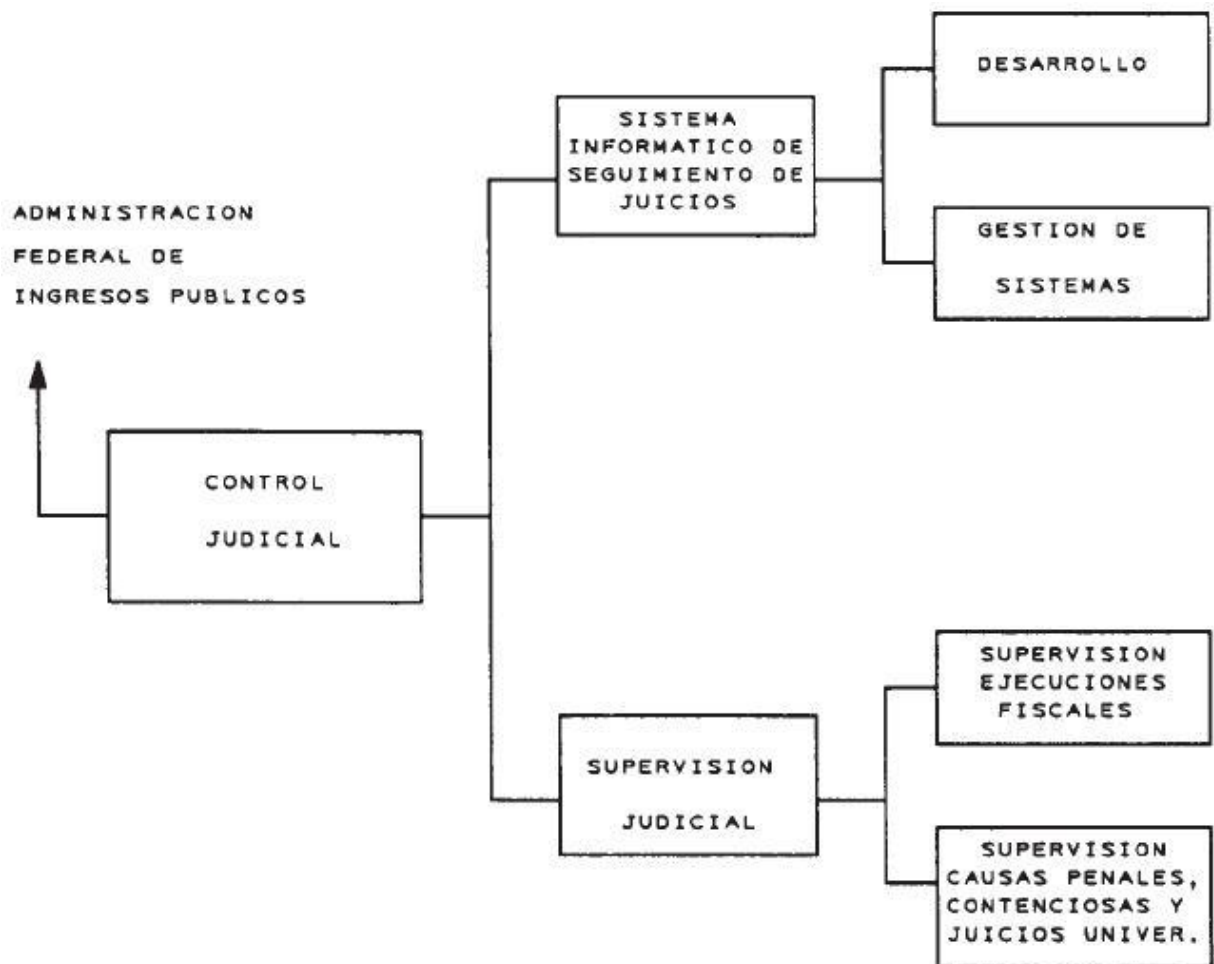 ADMINISTRACION
FEDERAL DE
INGRESOS PUBLICOS
CONTROL
JUDICIAL
SISTEMA
INFORMATICO DE
SEGUIMIENTO DE
JUICIOS
DESARROLLO
GESTION DE
SISTEMAS
SUPERVISION
JUDICIAL
SUPERVISION
EJECUCIONES
FISCALES
SUPERVISION
CAUSAS PENALES,
CONTENCIOSAS Y
JUICIOS UNIVER.